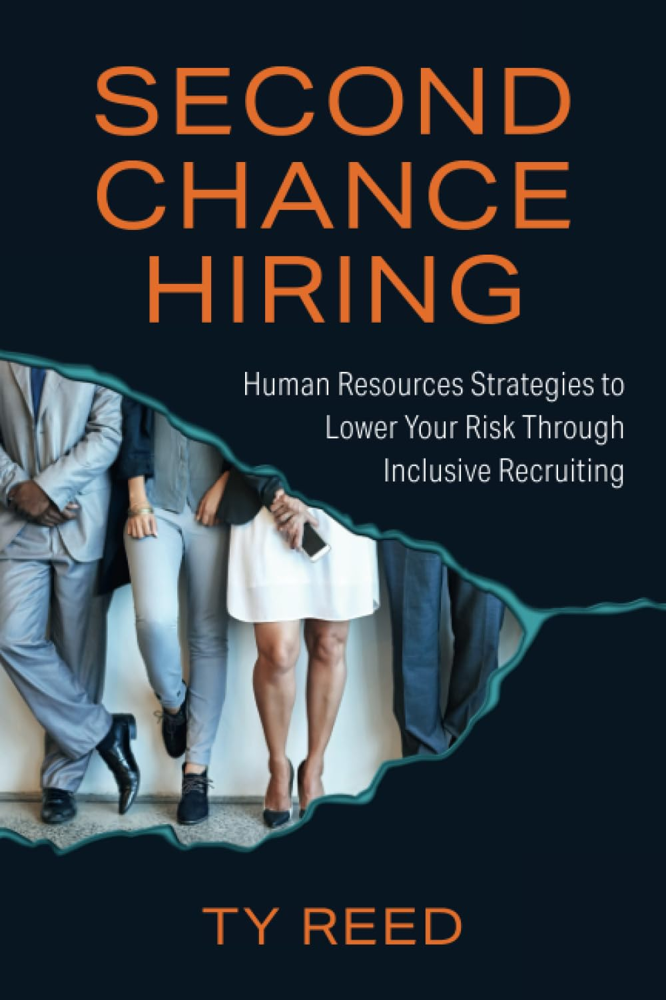 SECOND
CHANCE
HIRING
Human Resources Strategies to
Lower Your Risk Through
Inclusive Recruiting
TY REED